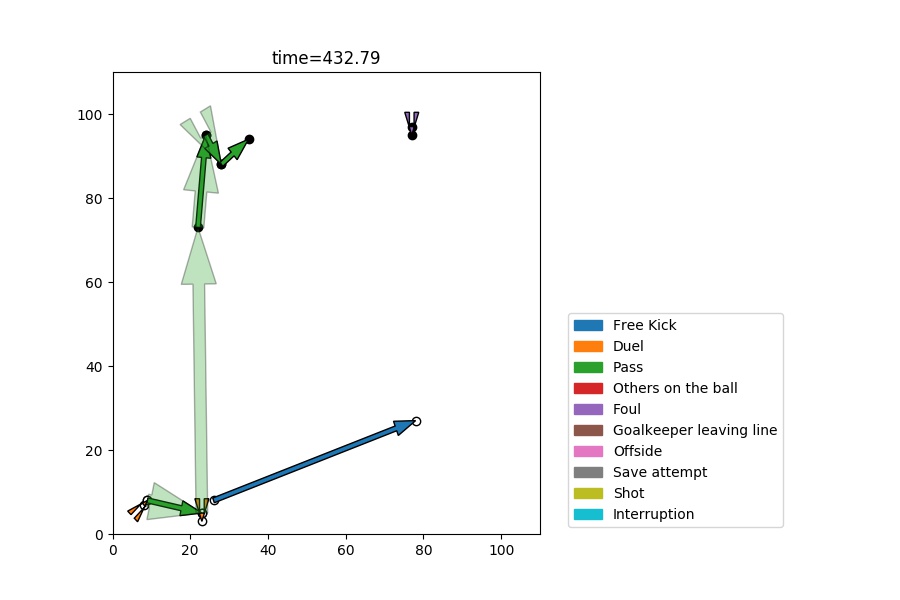 time=432.79
100
80
60
40
20
0
0
20
40
60
80
100
Free Kick
Duel
Pass
Others on the ball
Foul
Goalkeeper leaving line
Offside
Save attempt
Shot
Interruption